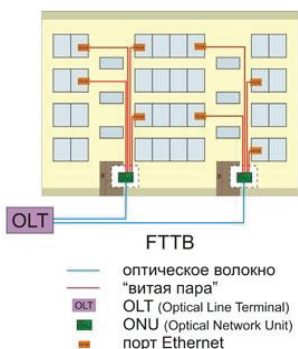 OLT
FTTB
оптическое волокно
“витая пара”
OLT OLT (Optical Line Terminal)
ONU (Optical Network Unit)
порт Ethernet